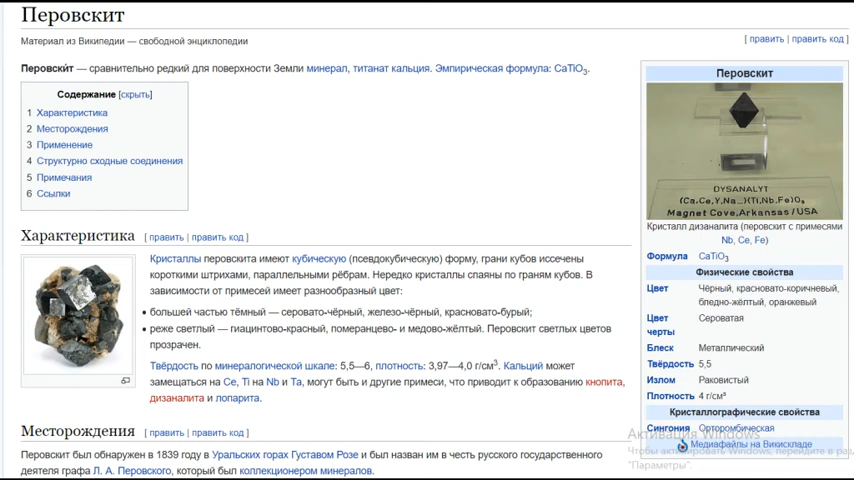 Перовскит
Материал из Википедии — свободной энциклопедии
[ править | править код ]
Перовски́т — сравнительно редкий для поверхности Земли минерал, титанат кальция. Эмпирическая формула: CaTiO3.
Содержание [скрыть]
1 Характеристика
2 Месторождения
3 Применение
4 Структурно сходные соединения
5 Примечания
6 Ссылки
Характеристика [ править | править код ]
Кристаллы перовскита имеют кубическую (псевдокубическую) форму, грани кубов иссечены
короткими штрихами, параллельными рёбрам. Нередко кристаллы спаяны по граням кубов. В
зависимости от примесей имеет разнообразный цвет:
• большей частью тёмный — серовато-чёрный, железо-чёрный, красновато-бурый;
• реже светлый — гиацинтово-красный, померанцево- и медово-жёлтый. Перовскит светлых цветов
прозрачен.
Твёрдость по минералогической шкале: 5,5—6, плотность: 3,97—4,0 г/см3. Кальций может
замещаться на Ce, Ti на Nb и Ta, могут быть и другие примеси, что приводит к образованию кнопита,
дизаналита и лопарита.
Месторождения [ править | править код ]
Перовскит был обнаружен в 1839 году в Уральских горах Густавом Розе и был назван им в честь русского государственного
деятеля графа Л. А. Перовского, который был коллекционером минералов.
Перовскит
DYSANALYT
(Ca,Ce,Y,Na...)(Ti,Nb,Fe)O3
Magnet Cove, Arkansas / USA
Кристалл дизаналита (перовскит с примесями
Nb, Ce, Fe)
Формула CaTiO3
Физические свойства
Цвет Чёрный, красновато-коричневый,
бледно-жёлтый, оранжевый
Цвет Сероватая
черты
Блеск Металлический
Твёрдость 5,5
Излом Раковистый
Плотность 4 г/см³
Кристаллографические свойства
Сингония Орторомбическая
Медиафайлы на Викискладе
Активация Windows
Чтобы активировать Windows, перейдите в раздел
"Параметры".